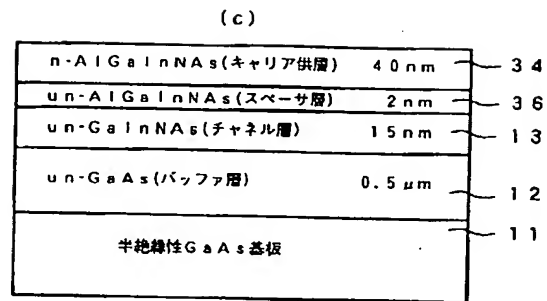 (c)
n-AlGaInNAs(キャリア供層) 40nm 34
un-AlGaInNAs(スペーサ層) 2nm 36
un-GaInNAs(チャネル層) 15nm 13
un-GaAs(バッファ層) 0.5μm 12
11
半絶縁性GaAs基板